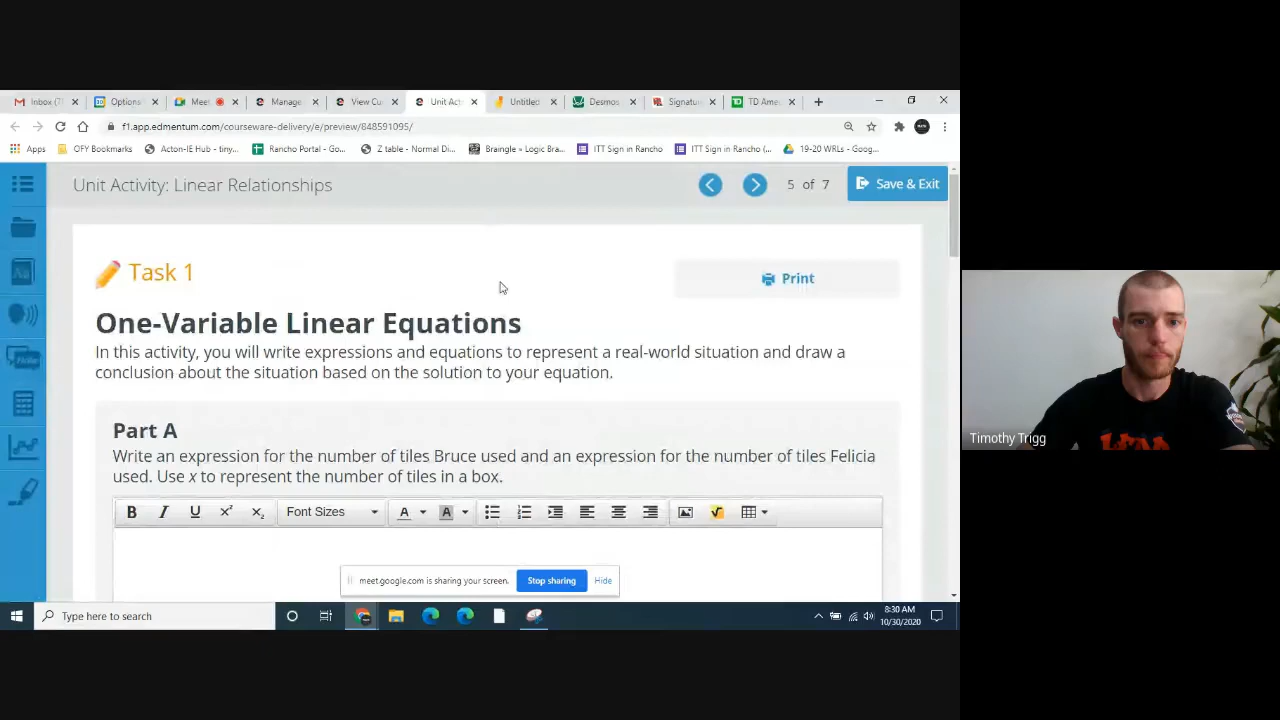 Inbox (7
Options
Meet
Manage
View Cu
Unit Act
Untitled
Desmos
Signatur
TD Ame
f1.app.edmentum.com/courseware-delivery/e/preview/848591095/
Apps
OFY Bookmarks
Acton-IE Hub - tiny...
Rancho Portal - Go...
Z table - Normal Di...
Braingle » Logic Bra...
ITT Sign in Rancho
ITT Sign in Rancho (...
19-20 WRLs - Goog...
Unit Activity: Linear Relationships
5 of 7
Save & Exit
Task 1
Print
One-Variable Linear Equations
In this activity, you will write expressions and equations to represent a real-world situation and draw a
conclusion about the situation based on the solution to your equation.
Part A
Write an expression for the number of tiles Bruce used and an expression for the number of tiles Felicia
used. Use x to represent the number of tiles in a box.
B I U x² x₂ Font Sizes A A
meet.google.com is sharing your screen.
Stop sharing
Hide
Timothy Trigg
Type here to search
8:30 AM
10/30/2020